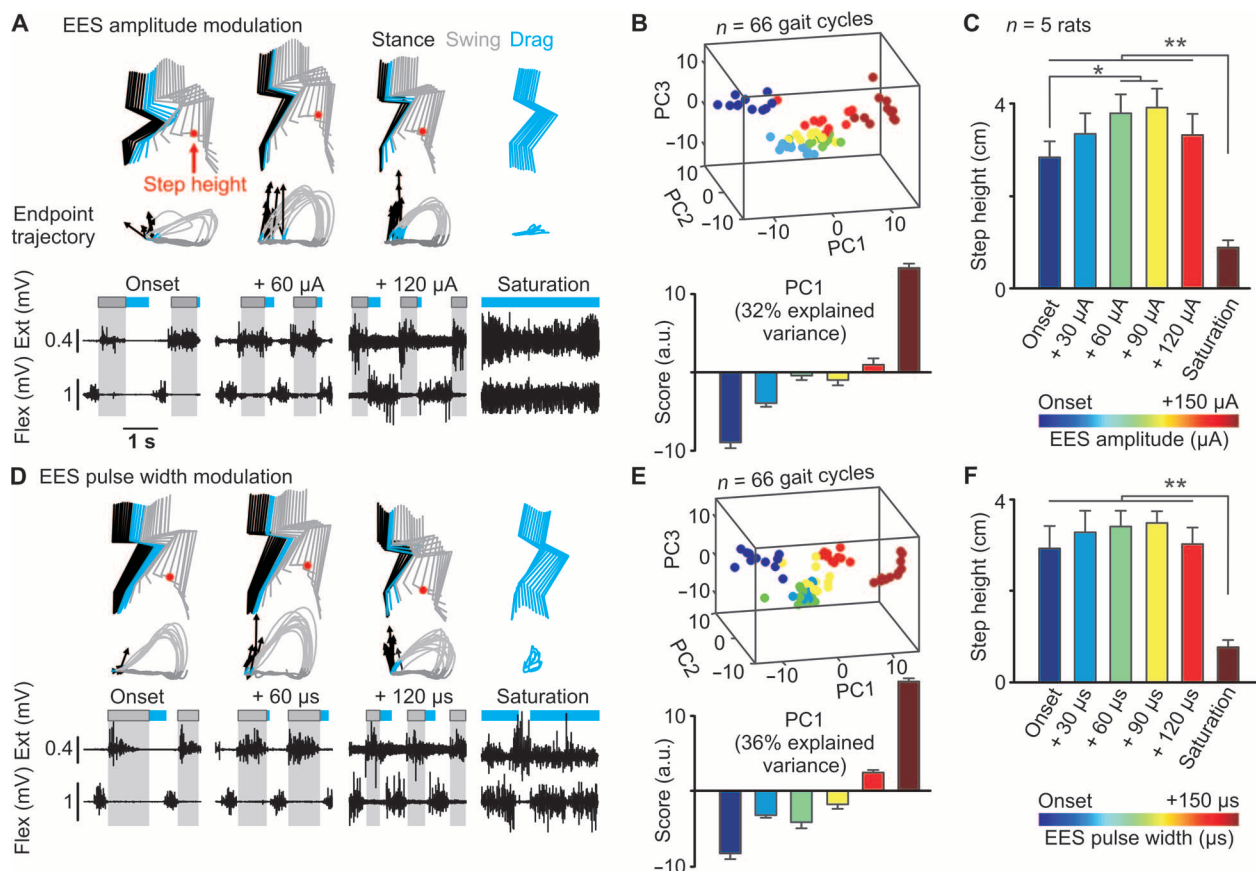 A
EES amplitude modulation
Stance Swing Drag
Step height
Endpoint
trajectory
Onset
+ 60 µA
+ 120 µA
Saturation
Ext (mV)
0.4
Flex (mV)
1
1 s
B
n = 66 gait cycles
10
0
−10
PC3
10
0
−10
PC2
−10
0
10
PC1
PC1
(32% explained
variance)
10
−10
Score (a.u.)
C
n = 5 rats
**
*
4
2
0
Step height (cm)
Onset
+ 30 µA
+ 60 µA
+ 90 µA
+ 120 µA
Saturation
Onset +150 µA
EES amplitude (µA)
D
EES pulse width modulation
Onset
+ 60 µs
+ 120 µs
Saturation
Ext (mV)
0.4
Flex (mV)
1
E
n = 66 gait cycles
10
0
−10
PC3
10
0
−10
PC2
−10
0
10
PC1
PC1
(36% explained
variance)
10
−10
Score (a.u.)
F
**
4
2
0
Step height (cm)
Onset
+ 30 µs
+ 60 µs
+ 90 µs
+ 120 µs
Saturation
Onset +150 µs
EES pulse width (µs)